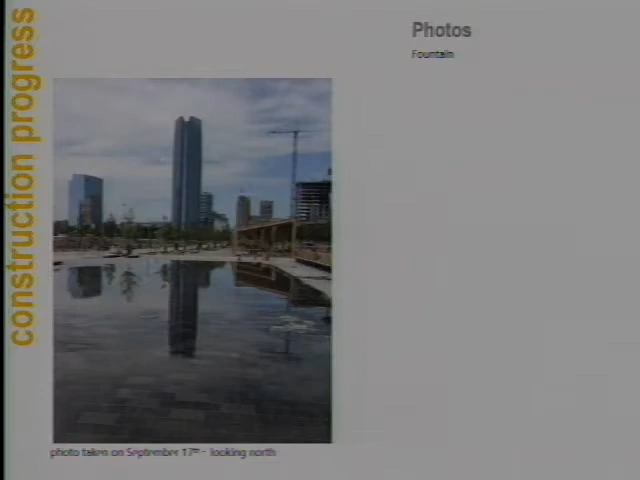 construction progress
Photos
Fountain
photo taken on September 17th - looking north